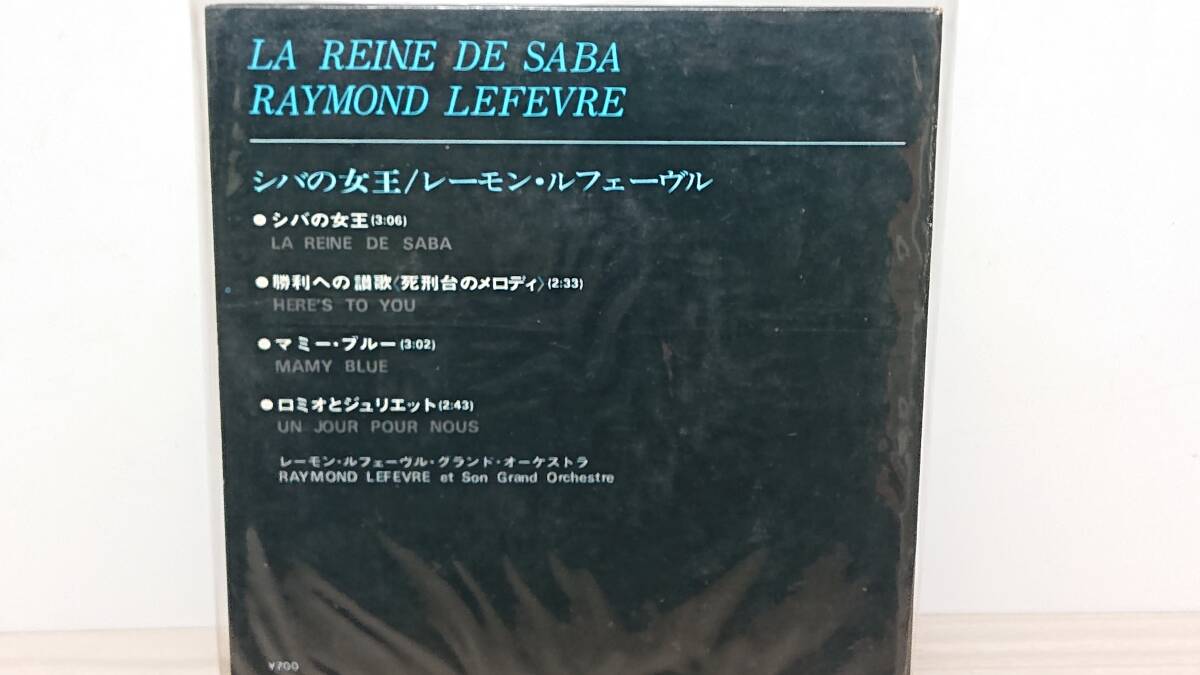 LA REINE DE SABA
RAYMOND LEFEVRE
シバの女王/レーモン・ルフェーヴル
●シバの女王(3:06)
LA REINE DE SABA
●勝利への讃歌〈死刑台のメロディ〉(2:33)
HERE'S TO YOU
●マミー・ブルー(3:02)
MAMY BLUE
●ロミオとジュリエット(2:43)
UN JOUR POUR NOUS
レーモン・ルフェーヴル・グランド・オーケストラ
RAYMOND LEFEVRE et Son Grand Orchestre
¥700